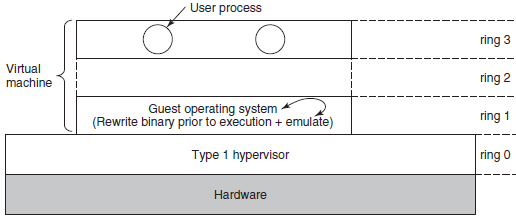 User process
ring 3
Virtual
machine
ring 2
Guest operating system
(Rewrite binary prior to execution + emulate)
ring 1
Type 1 hypervisor
ring 0
Hardware